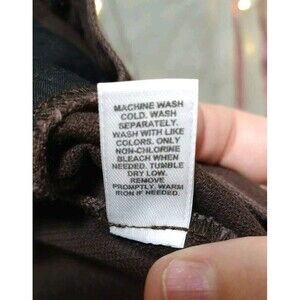 MACHINE WASH
COLD. WASH
SEPARATELY.
WASH WITH LIKE
COLORS. ONLY
NON-CHLORINE
BLEACH WHEN
NEEDED. TUMBLE
DRY LOW.
REMOVE
PROMPTLY. WARM
IRON IF NEEDED.